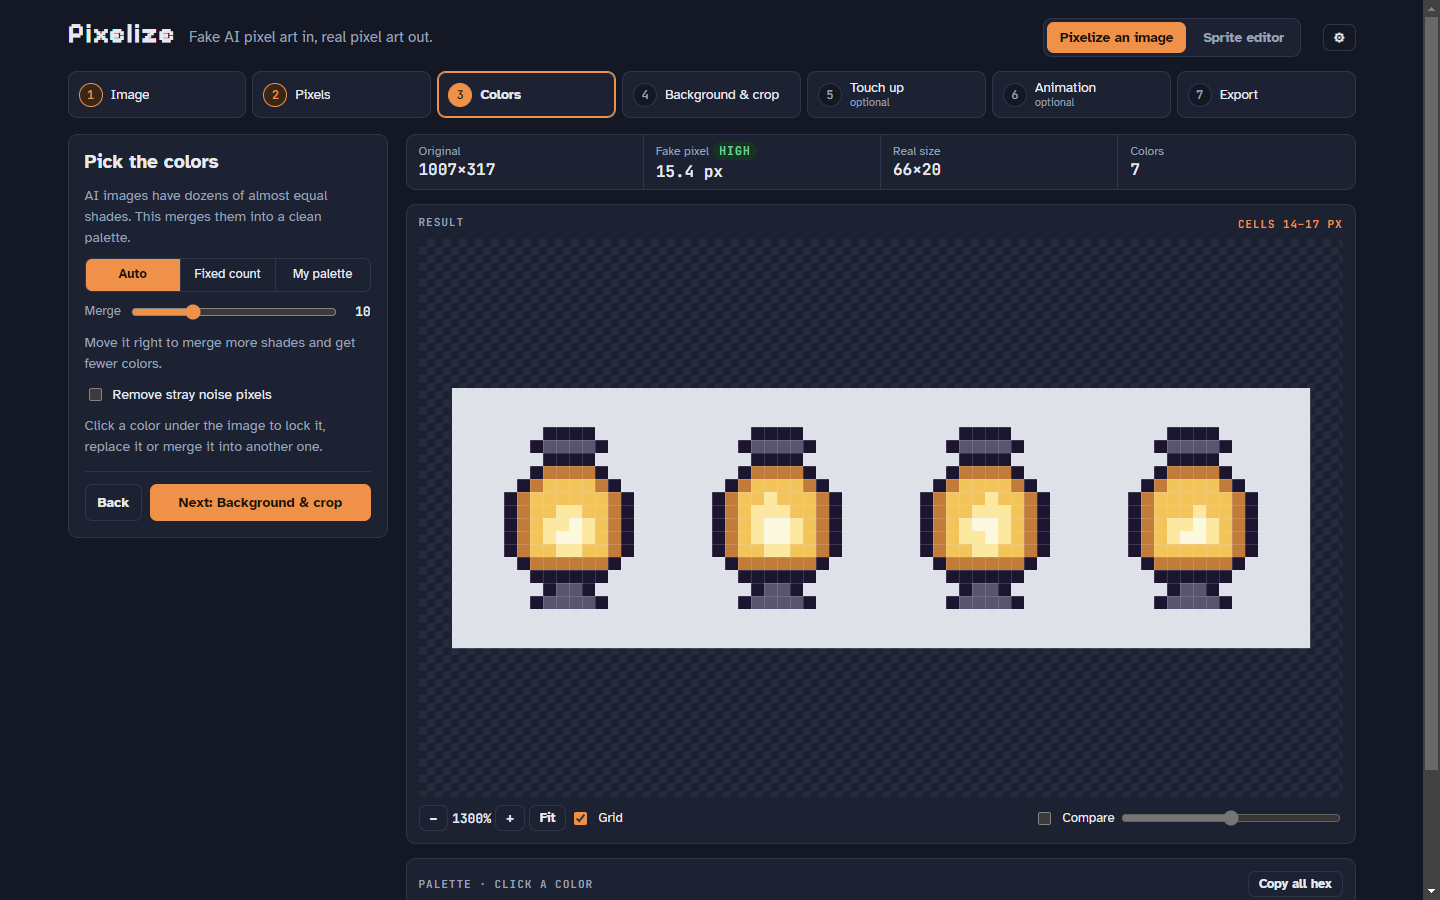 Pixelize
Fake AI pixel art in, real pixel art out.
Pixelize an image
Sprite editor
1 Image
2 Pixels
3 Colors
4 Background & crop
5 Touch up
optional
6 Animation
optional
7 Export
Pick the colors
AI images have dozens of almost equal
shades. This merges them into a clean
palette.
Auto
Fixed count
My palette
Merge
10
Move it right to merge more shades and get
fewer colors.
Remove stray noise pixels
Click a color under the image to lock it,
replace it or merge it into another one.
Back
Next: Background & crop
Original
1007×317
Fake pixel HIGH
15.4 px
Real size
66×20
Colors
7
RESULT
CELLS 14–17 PX
− 1300% + Fit Grid
Compare
PALETTE · CLICK A COLOR
Copy all hex